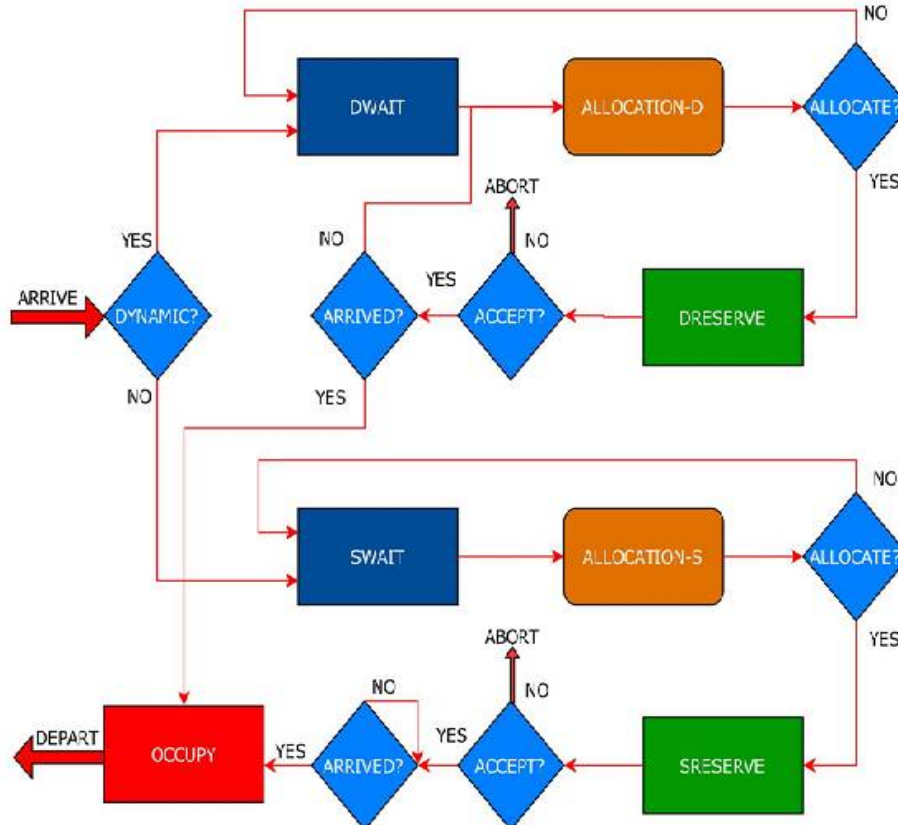 NO
DWAIT
ALLOCATION-D
ALLOCATE?
YES
ABORT
YES
NO
NO
YES
ARRIVE
DYNAMIC?
ARRIVED?
ACCEPT?
DRESERVE
NO
YES
NO
SWAIT
ALLOCATION-S
ALLOCATE?
ABORT
YES
NO
NO
DEPART
OCCUPY
YES
ARRIVED?
YES
ACCEPT?
SRESERVE